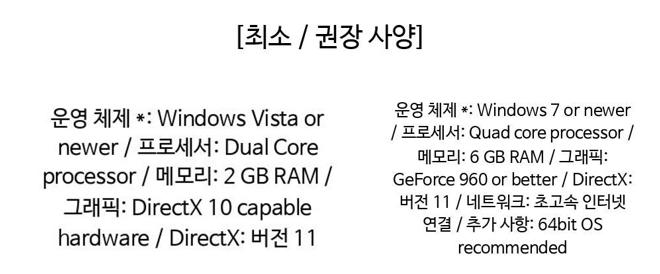 [최소 / 권장 사양]
운영 체제 *: Windows Vista or
newer / 프로세서: Dual Core
processor / 메모리: 2 GB RAM /
그래픽: DirectX 10 capable
hardware / DirectX: 버전 11
운영 체제 *: Windows 7 or newer
/ 프로세서: Quad core processor /
메모리: 6 GB RAM / 그래픽:
GeForce 960 or better / DirectX:
버전 11 / 네트워크: 초고속 인터넷
연결 / 추가 사항: 64bit OS
recommended